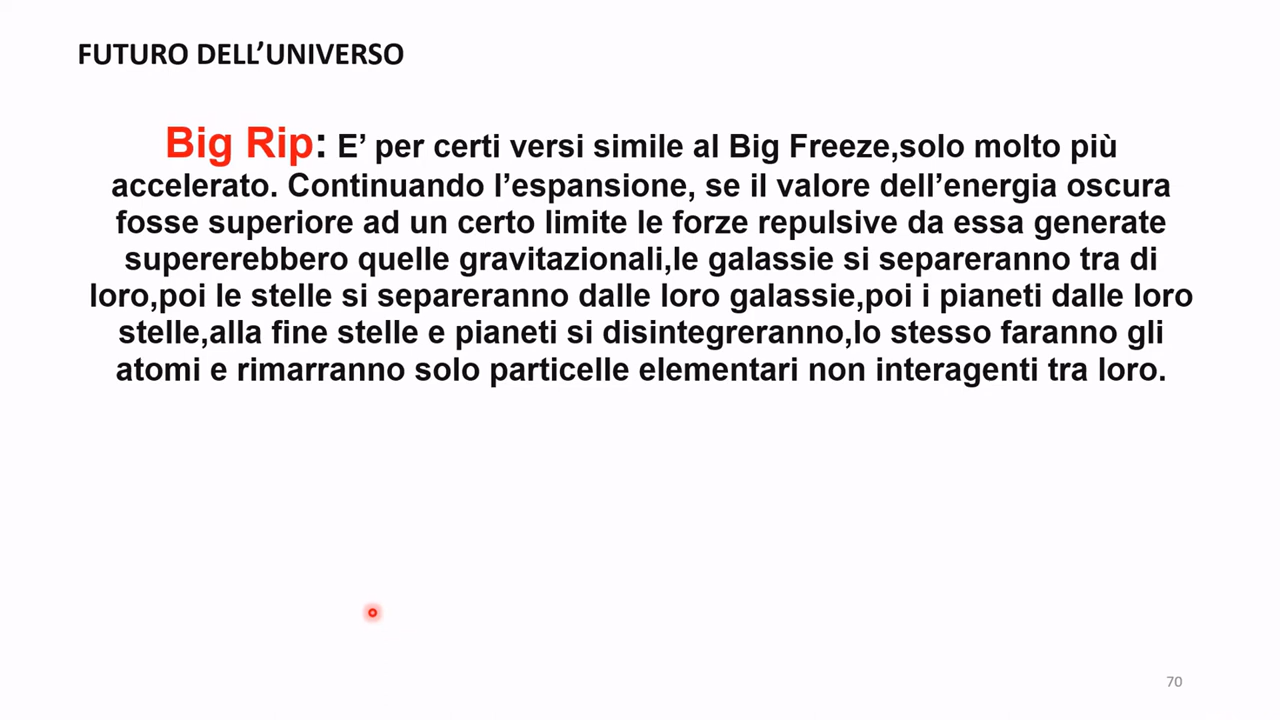 FUTURO DELL’UNIVERSO
Big Rip: E’ per certi versi simile al Big Freeze,solo molto più
accelerato. Continuando l’espansione, se il valore dell’energia oscura
fosse superiore ad un certo limite le forze repulsive da essa generate
supererebbero quelle gravitazionali,le galassie si separeranno tra di
loro,poi le stelle si separeranno dalle loro galassie,poi i pianeti dalle loro
stelle,alla fine stelle e pianeti si disintegreranno,lo stesso faranno gli
atomi e rimarranno solo particelle elementari non interagenti tra loro.
70